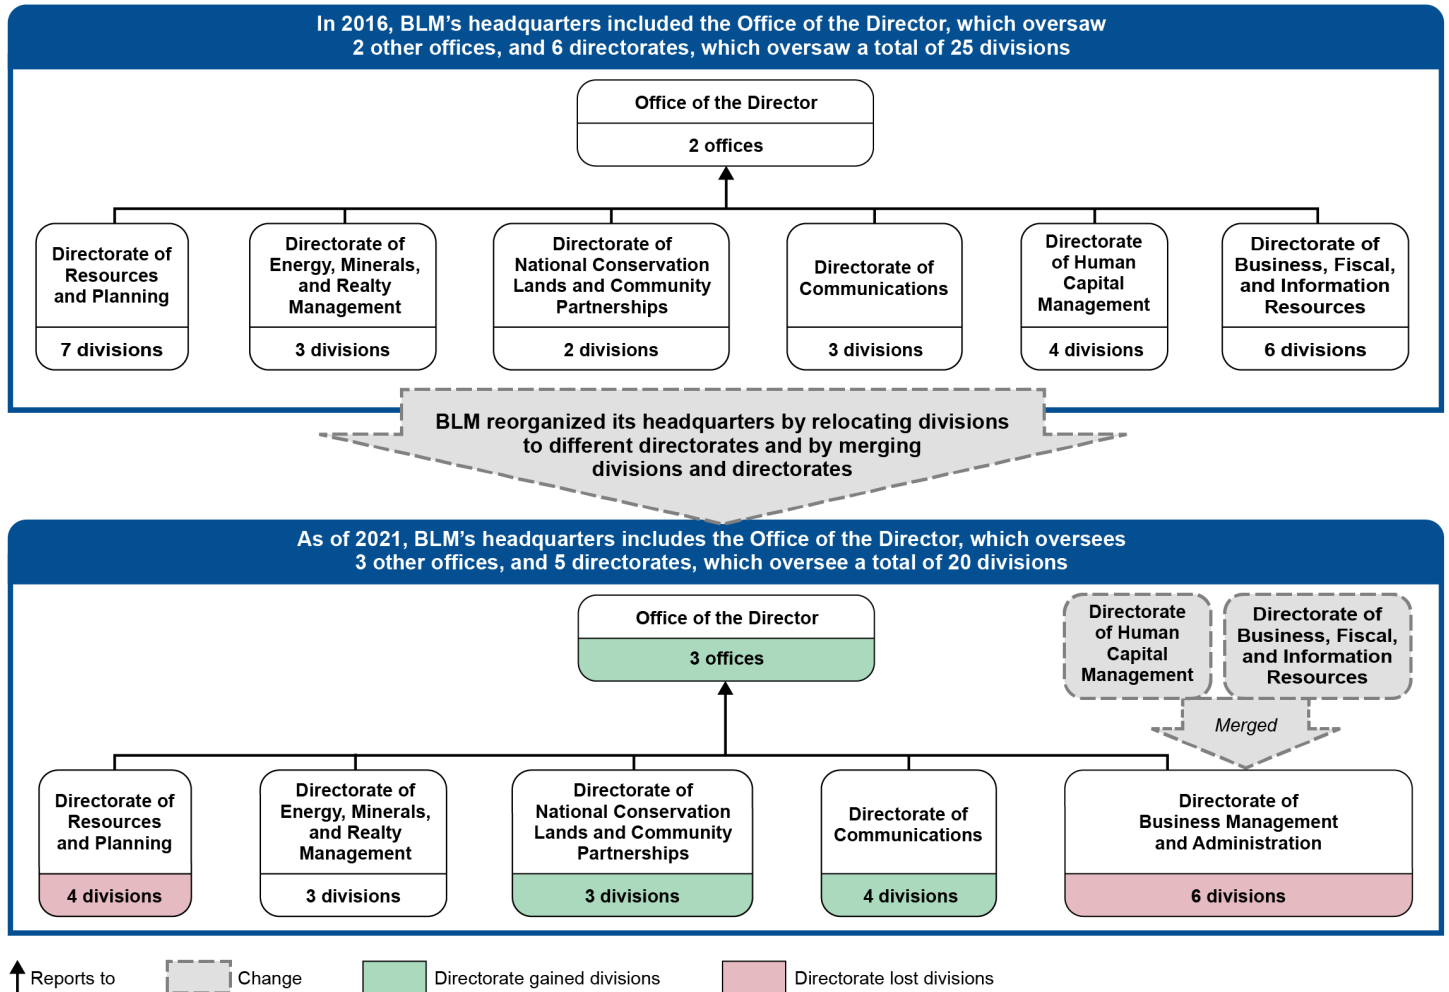 In 2016, BLM’s headquarters included the Office of the Director, which oversaw
2 other offices, and 6 directorates, which oversaw a total of 25 divisions
Office of the Director
2 offices
Directorate of
Resources
and Planning
7 divisions
Directorate of
Energy, Minerals,
and Realty
Management
3 divisions
Directorate of
National Conservation
Lands and Community
Partnerships
2 divisions
Directorate of
Communications
3 divisions
Directorate
of Human
Capital
Management
4 divisions
Directorate of
Business, Fiscal,
and Information
Resources
6 divisions
BLM reorganized its headquarters by relocating divisions
to different directorates and by merging
divisions and directorates
As of 2021, BLM’s headquarters includes the Office of the Director, which oversees
3 other offices, and 5 directorates, which oversee a total of 20 divisions
Office of the Director
3 offices
Directorate
of Human
Capital
Management
Directorate of
Business, Fiscal,
and Information
Resources
Merged
Directorate of
Resources
and Planning
4 divisions
Directorate of
Energy, Minerals,
and Realty
Management
3 divisions
Directorate of
National Conservation
Lands and Community
Partnerships
3 divisions
Directorate of
Communications
4 divisions
Directorate of
Business Management
and Administration
6 divisions
Reports to
Change
Directorate gained divisions
Directorate lost divisions